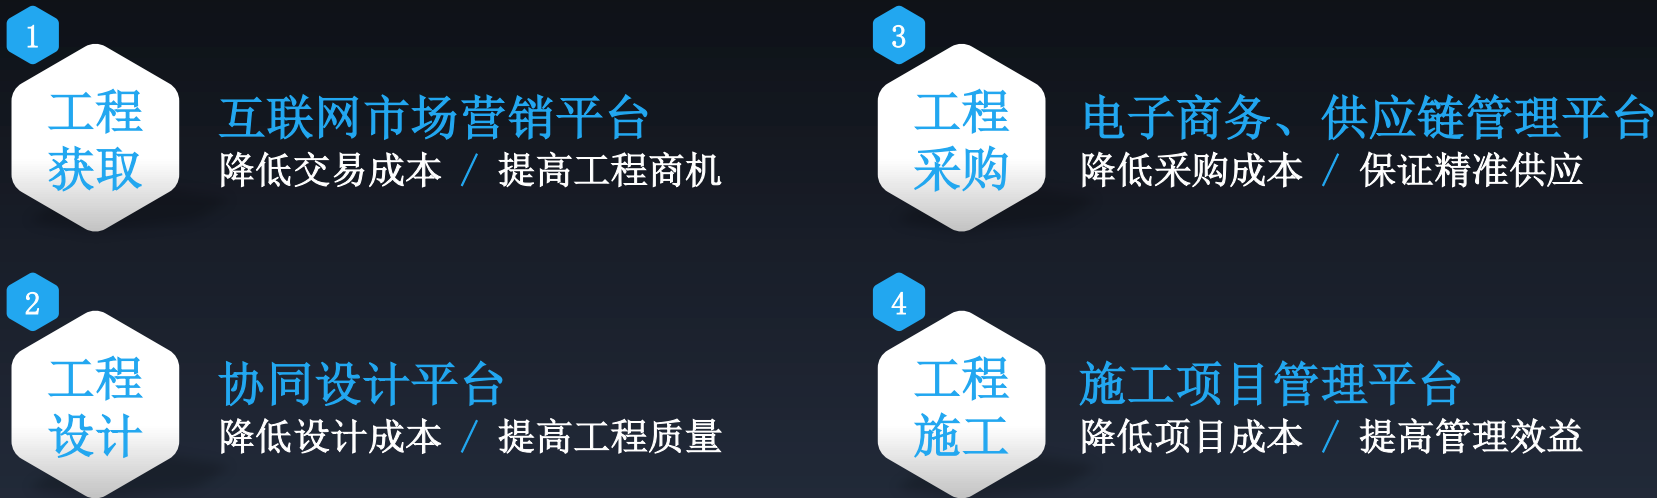 1
工程
获取
互联网市场营销平台
降低交易成本 / 提高工程商机
2
工程
设计
协同设计平台
降低设计成本 / 提高工程质量
3
工程
采购
电子商务、供应链管理平台
降低采购成本 / 保证精准供应
4
工程
施工
施工项目管理平台
降低项目成本 / 提高管理效益